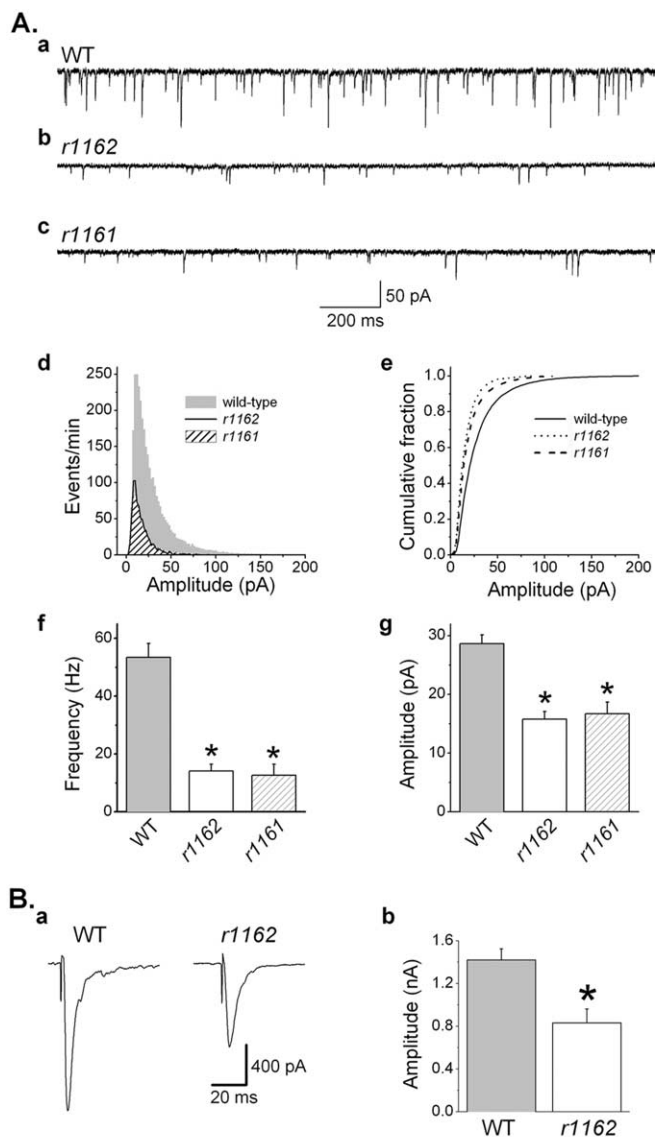 A.
a WT
b r1162
c r1161
50 pA
200 ms
d
Events/min
250
200
150
100
50
0
wild-type
r1162
r1161
0 50 100 150 200
Amplitude (pA)
e
Cumulative fraction
1.0
0.8
0.6
0.4
0.2
0.0
wild-type
r1162
r1161
0 50 100 150 200
Amplitude (pA)
f
Frequency (Hz)
60
40
20
0
* *
WT r1162 r1161
g
Amplitude (pA)
30
20
10
0
* *
WT r1162 r1161
B.
a WT r1162
400 pA
20 ms
b
Amplitude (nA)
1.6
1.2
0.8
0.4
0.0
*
WT r1162